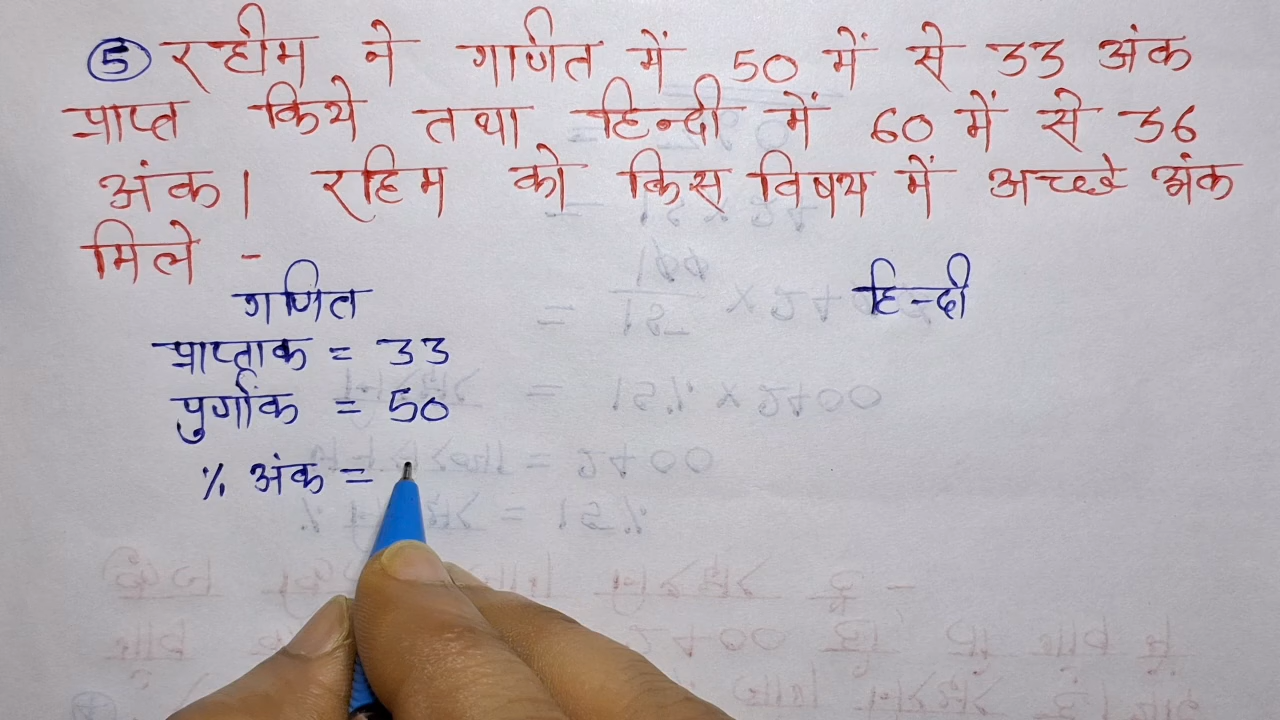 5 रहीम ने गणित में 50 में से 33 अंक
प्राप्त किये तथा हिन्दी में 60 में से 36
अंक। रहिम को किस विषय में अच्छे अंक
मिले -
गणित हिन्दी
प्राप्ताक = 33
पुर्णांक = 50
% अंक =